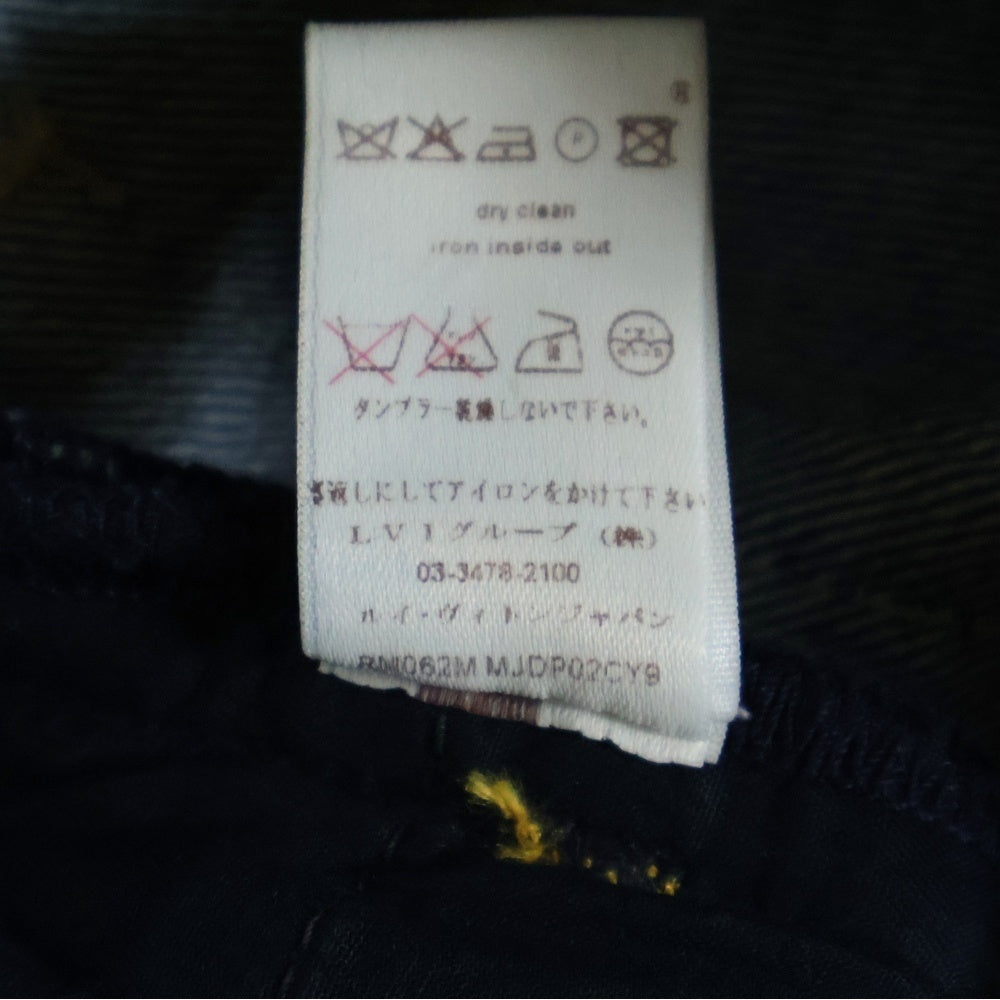 P
dry clean
iron inside out
タンブラー乾燥しないで下さい。
返しにしてアイロンをかけて下さい
LVJグループ (株)
03-3478-2100
ルイ・ヴィトンジャパン
MJDP02CY9